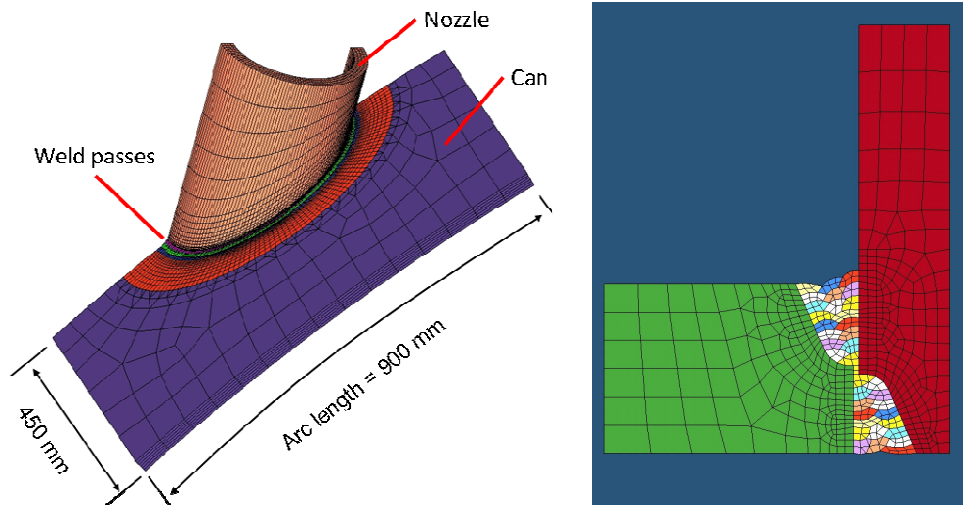 Nozzle
Can
Weld passes
450 mm
Arc length = 900 mm